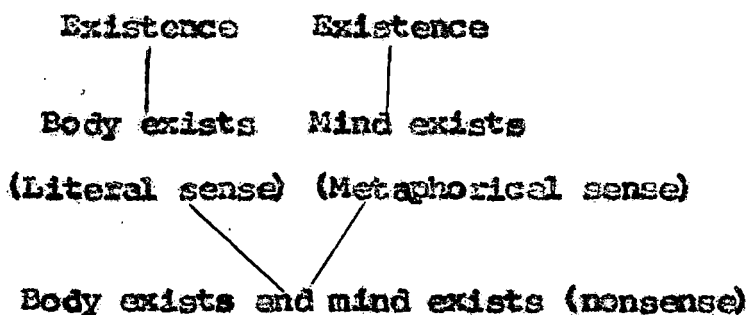 Existence Existence
Body exists Mind exists
(Literal sense) (Metaphorical sense)
Body exists and mind exists (nonsense)